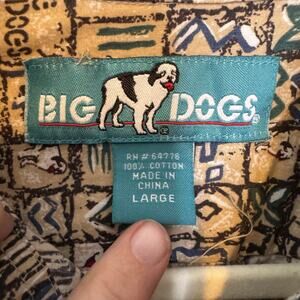 BIG DOGS®
RN # 64776
100% COTTON
MADE IN
CHINA
LARGE